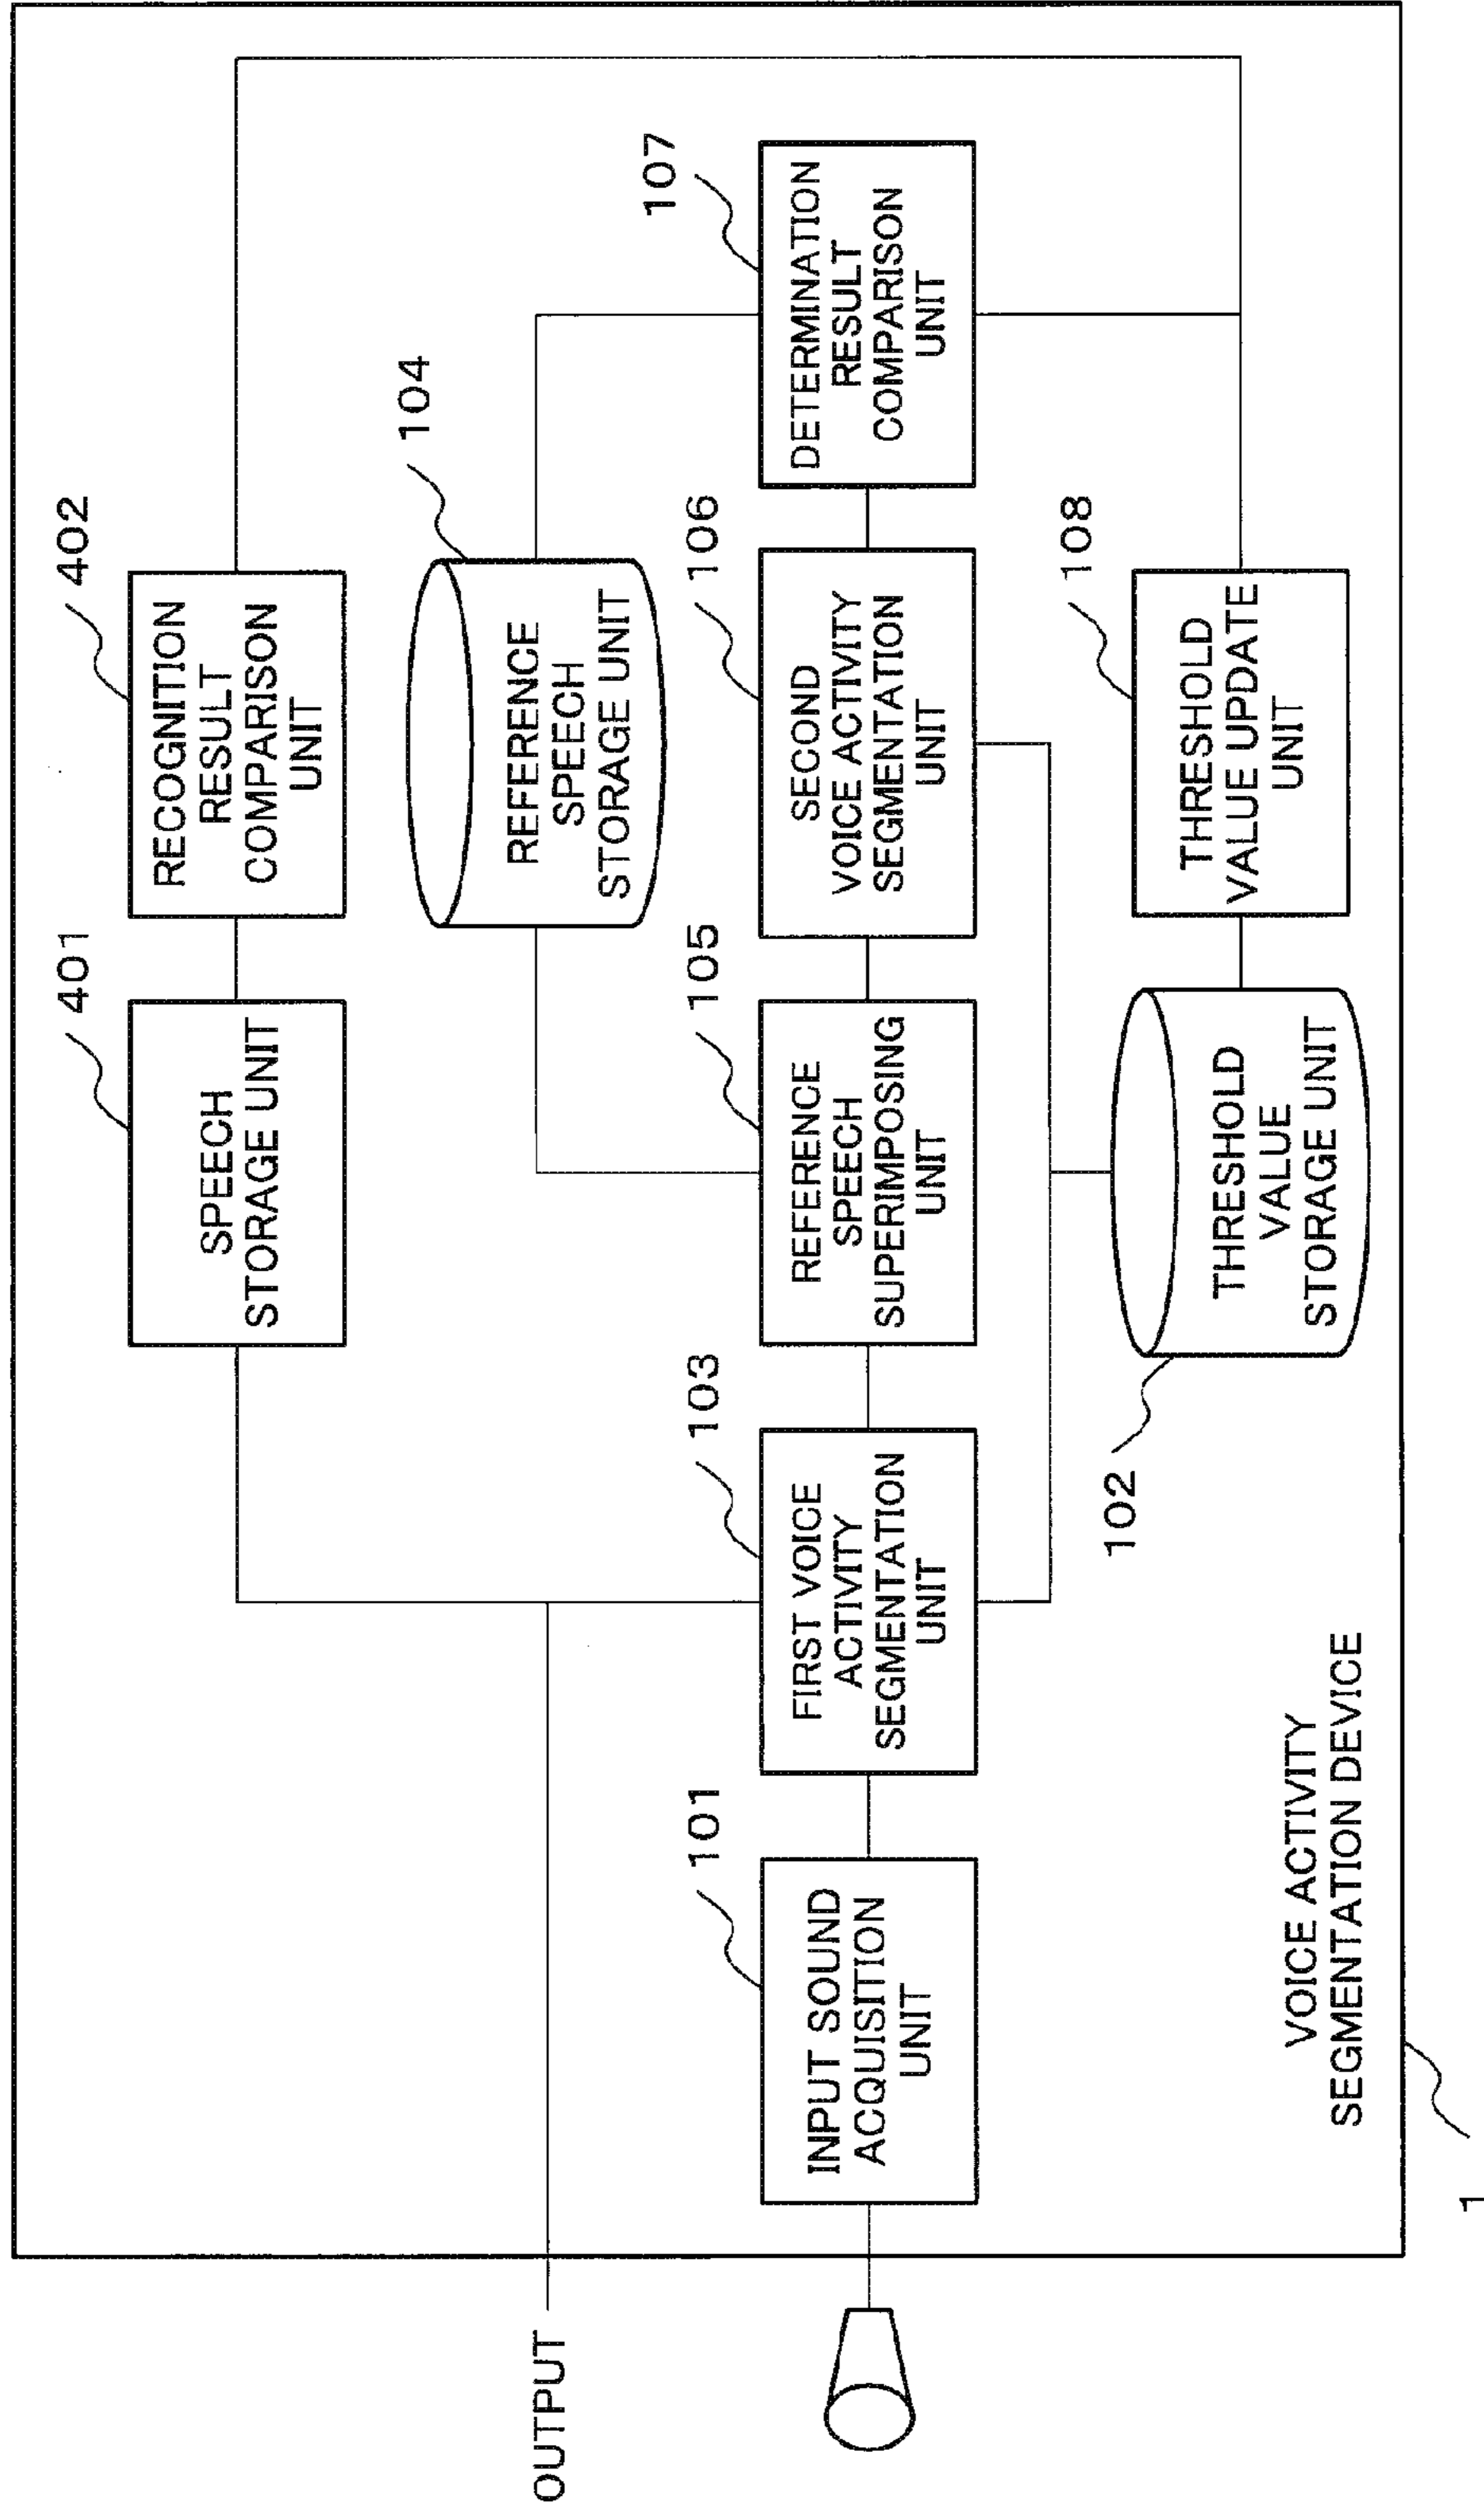 402
RECOGNITION
RESULT
COMPARISON
UNIT
401
SPEECH
STORAGE UNIT
104
REFERENCE
SPEECH
STORAGE UNIT
OUTPUT
101
INPUT SOUND
ACQUISITION
UNIT
103
FIRST VOICE
ACTIVITY
SEGMENTATION
UNIT
105
REFERENCE
SPEECH
SUPERIMPOSING
UNIT
106
SECOND
VOICE ACTIVITY
SEGMENTATION
UNIT
107
DETERMINATION
RESULT
COMPARISON
UNIT
102
THRESHOLD
VALUE
STORAGE UNIT
108
THRESHOLD
VALUE UPDATE
UNIT
VOICE ACTIVITY
SEGMENTATION DEVICE
1